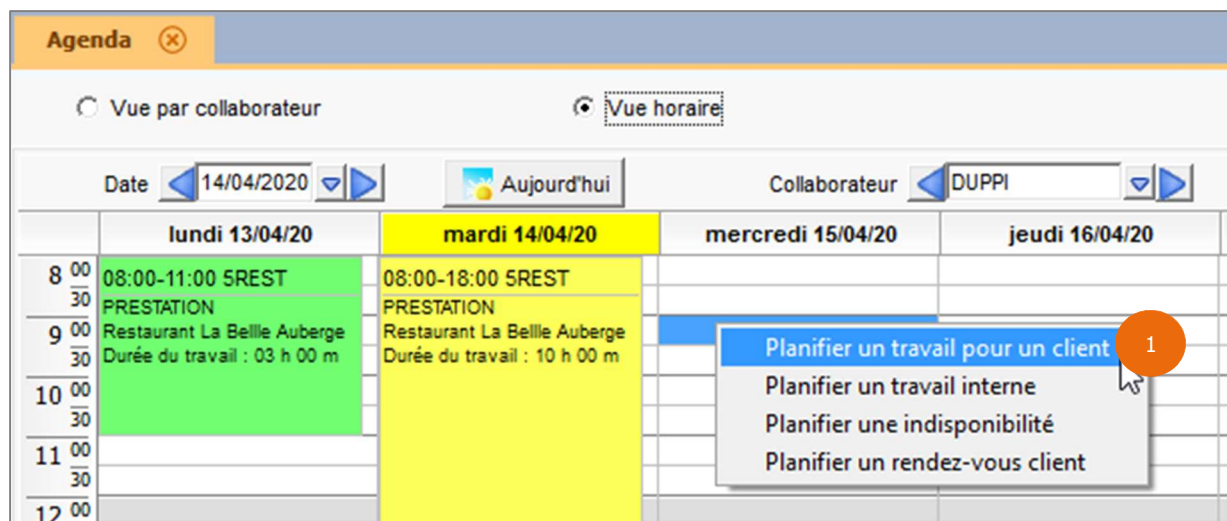 Agenda
Vue par collaborateur Vue horaire
Date 14/04/2020 Aujourd'hui Collaborateur DUPPI
lundi 13/04/20 mardi 14/04/20 mercredi 15/04/20 jeudi 16/04/20
8 00 08:00-11:00 5REST 08:00-18:00 5REST
30 PRESTATION PRESTATION
9 00 Restaurant La Bellle Auberge Restaurant La Bellle Auberge
30 Durée du travail : 03 h 00 m Durée du travail : 10 h 00 m
Planifier un travail pour un client 1
10 00 Planifier un travail interne
30 Planifier une indisponibilité
11 00 Planifier un rendez-vous client
30
12 00